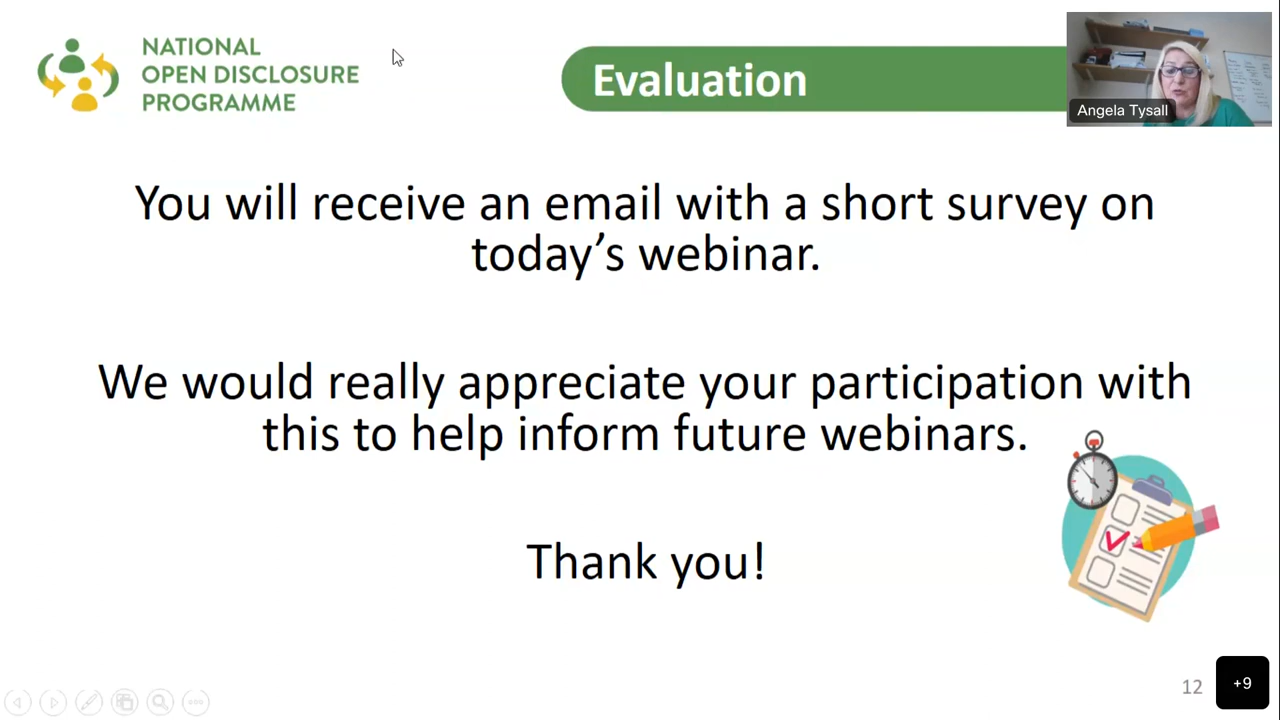 NATIONAL
OPEN DISCLOSURE
PROGRAMME
Evaluation
Angela Tysall
You will receive an email with a short survey on
today’s webinar.
We would really appreciate your participation with
this to help inform future webinars.
Thank you!
12
+9